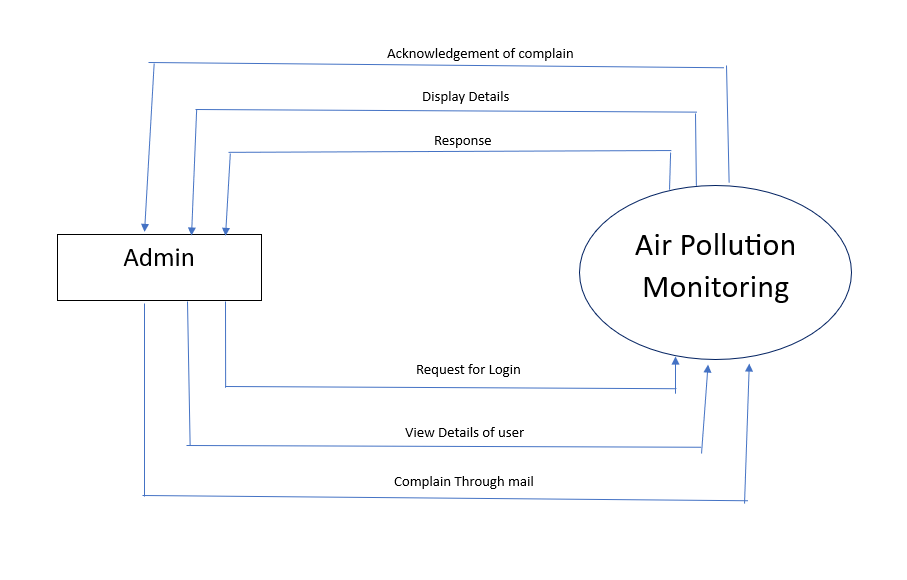 Acknowledgement of complain
Display Details
Response
Admin
Air Pollution
Monitoring
Request for Login
View Details of user
Complain Through mail